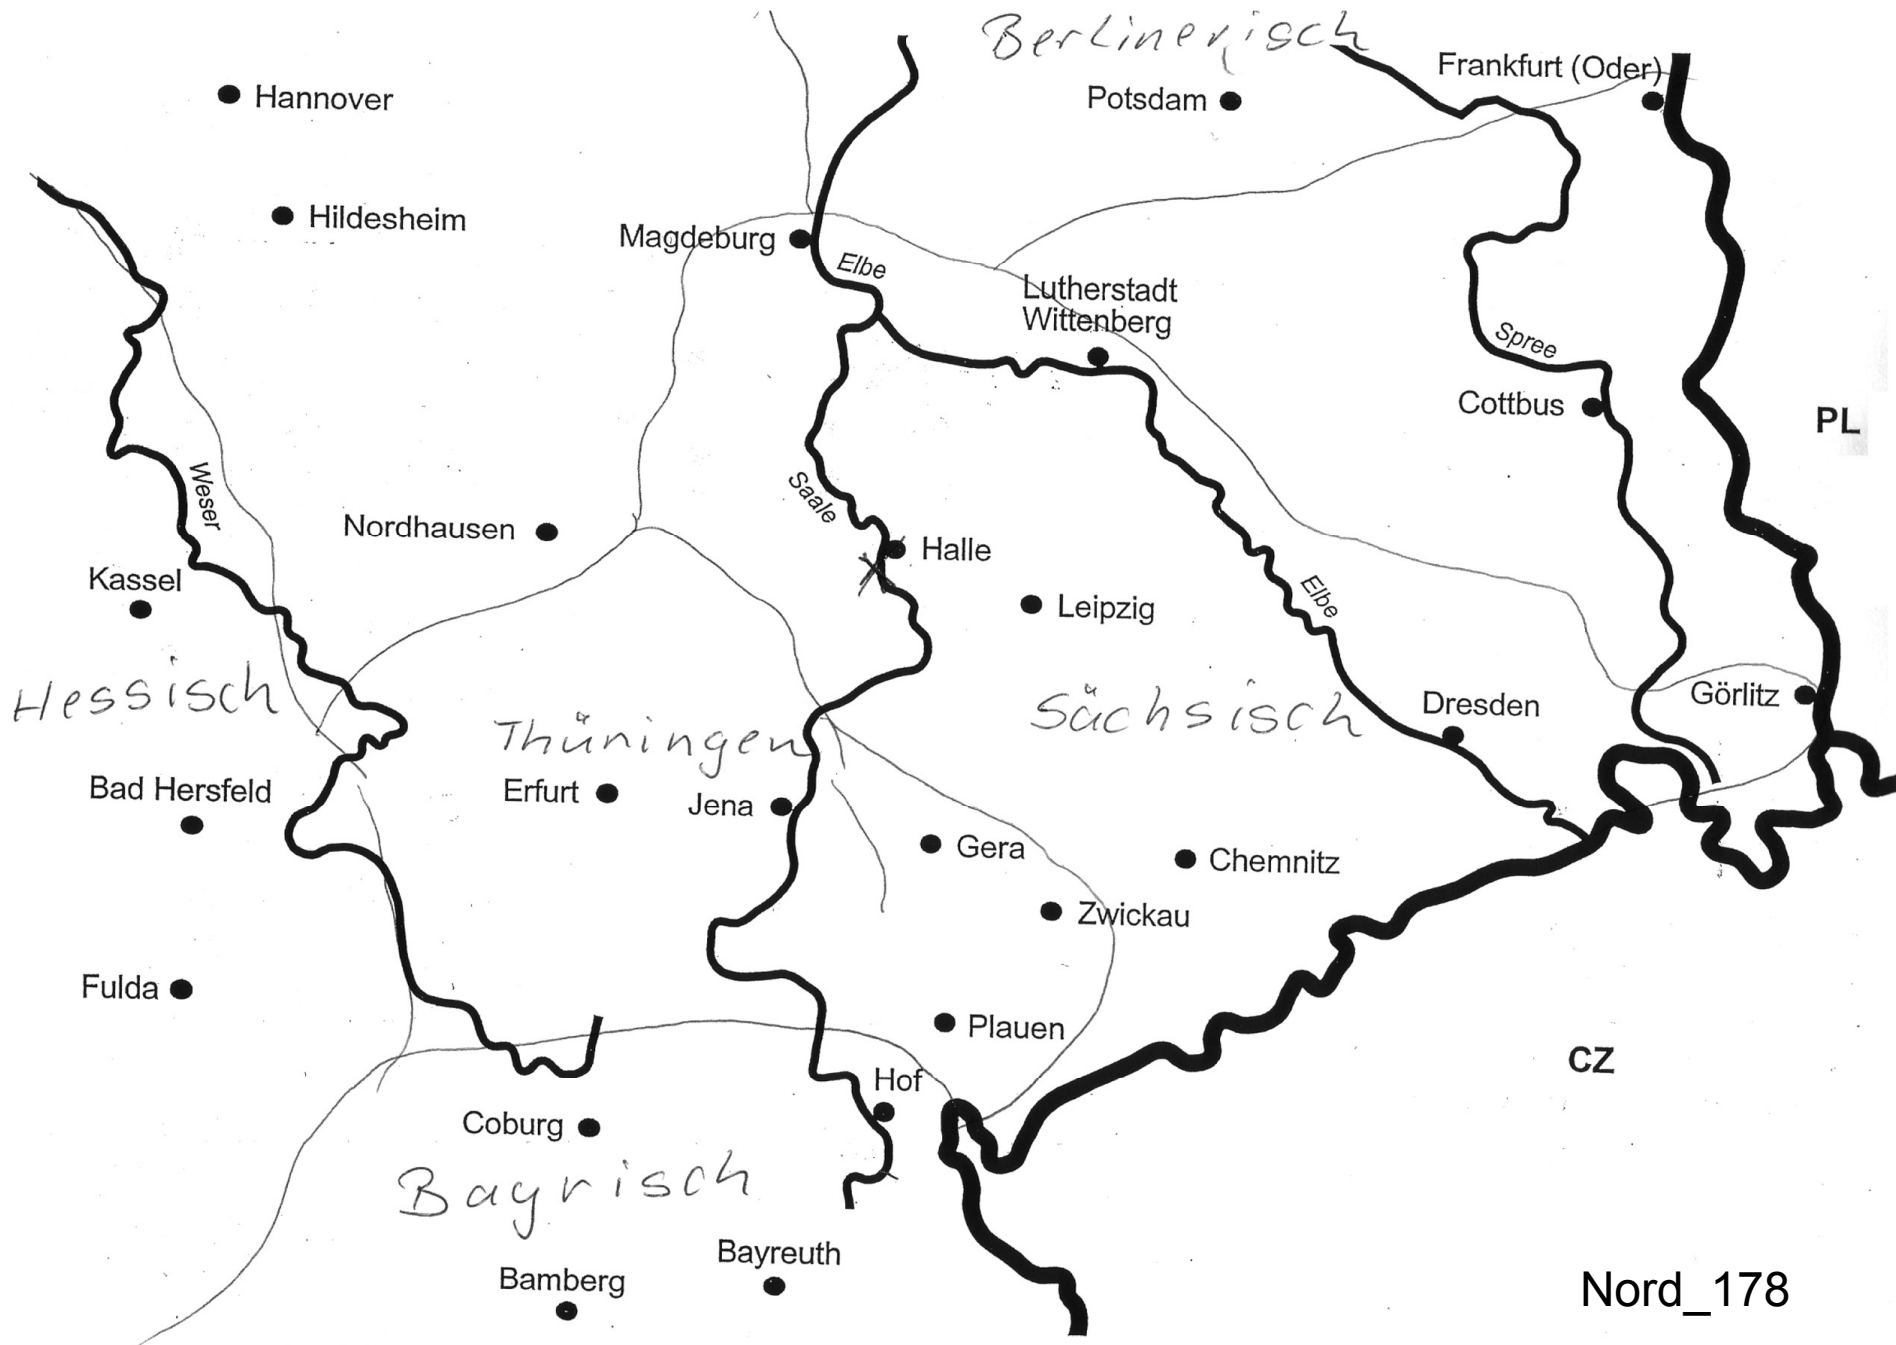 Berlinerisch
Frankfurt (Oder)
Hannover
Potsdam
Hildesheim
Magdeburg
Elbe
Lutherstadt
Wittenberg
Spree
Cottbus
PL
Weser
Saale
Nordhausen
Halle
Kassel
Elbe
Leipzig
Hessisch
Thüningen
Sächsisch
Görlitz
Dresden
Bad Hersfeld
Erfurt
Jena
Gera
Chemnitz
Zwickau
Fulda
Plauen
CZ
Hof
Coburg
Bayrisch
Bayreuth
Bamberg
Nord_178